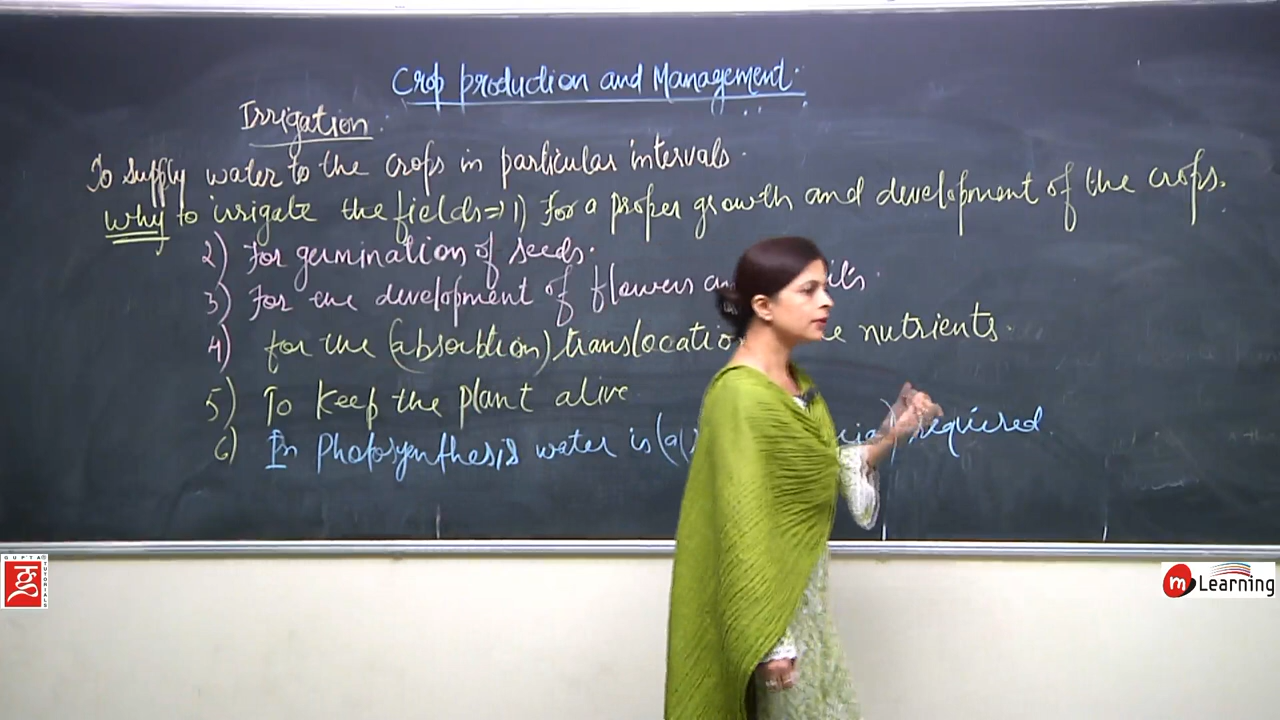 Crop production and Management.
Irrigation:
To supply water to the crops in particular intervals.
Why to irrigate the fields=> 1) For a proper growth and development of the crops.
2) For germination of seeds.
3) For the development of flowers
4) for the (absorbtion) translocation nutrients.
5) To keep the plant alive
6) In Photosynthesis water is required.
GUPTA TUTORIALS
m Learning